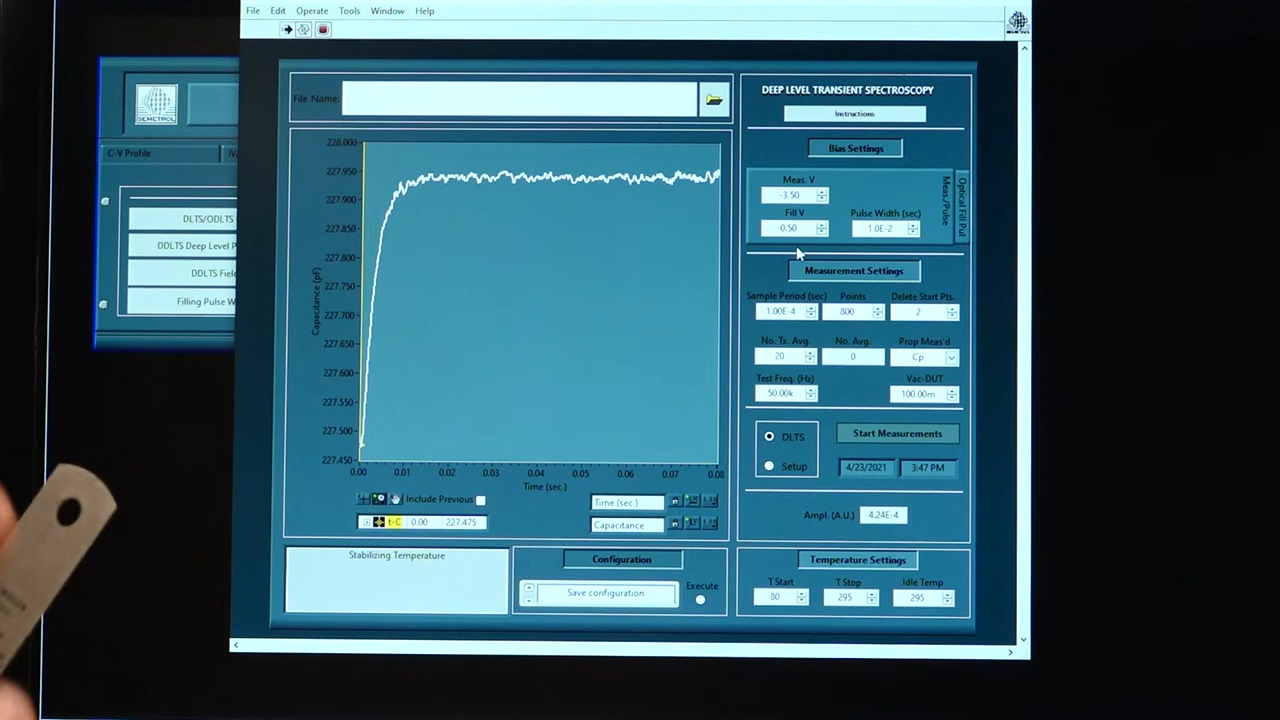 File Edit Operate Tools Window Help
SEMETROL
C-V Profile
DLTS/ODLTS
DDLTS Deep Level P
DDLTS Field
Filling Pulse W
File Name:
228.000
227.950
227.900
227.850
227.800
227.750
227.700
227.650
227.600
227.550
227.500
227.450
Capacitance (pF)
0.00 0.01 0.02 0.03 0.04 0.05 0.06 0.07 0.08
Time (sec.)
Include Previous
t-C 0.00 227.475
Time (sec.)
Capacitance
Stabilizing Temperature
Configuration
Save configuration
Execute
DEEP LEVEL TRANSIENT SPECTROSCOPY
Instructions
Bias Settings
Meas. V
-3.50
Fill V Pulse Width (sec)
0.50 1.0E-2
Meas./Pulse
Optical Fill Pul
Measurement Settings
Sample Period (sec) Points Delete Start Pts.
1.00E-4 800 2
No. Tx. Avg. No. Avg. Prop Meas'd
20 0 Cp
Test Freq. (Hz) Vac-DUT
50.00k 100.00m
DLTS
Setup
Start Measurements
4/23/2021 3:47 PM
Ampl. (A.U.) 4.24E-4
Temperature Settings
T Start T Stop Idle Temp
80 295 295